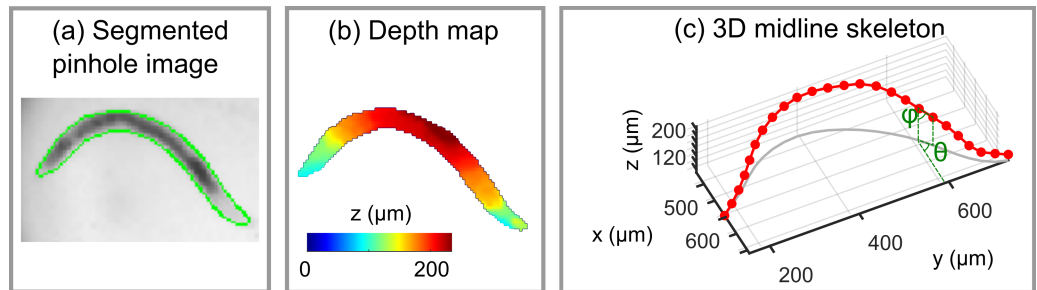 (a) Segmented
pinhole image
(b) Depth map
z (μm)
0
200
(c) 3D midline skeleton
z (μm)
200
120
φ
θ
500
600
x (μm)
200
400
600
y (μm)